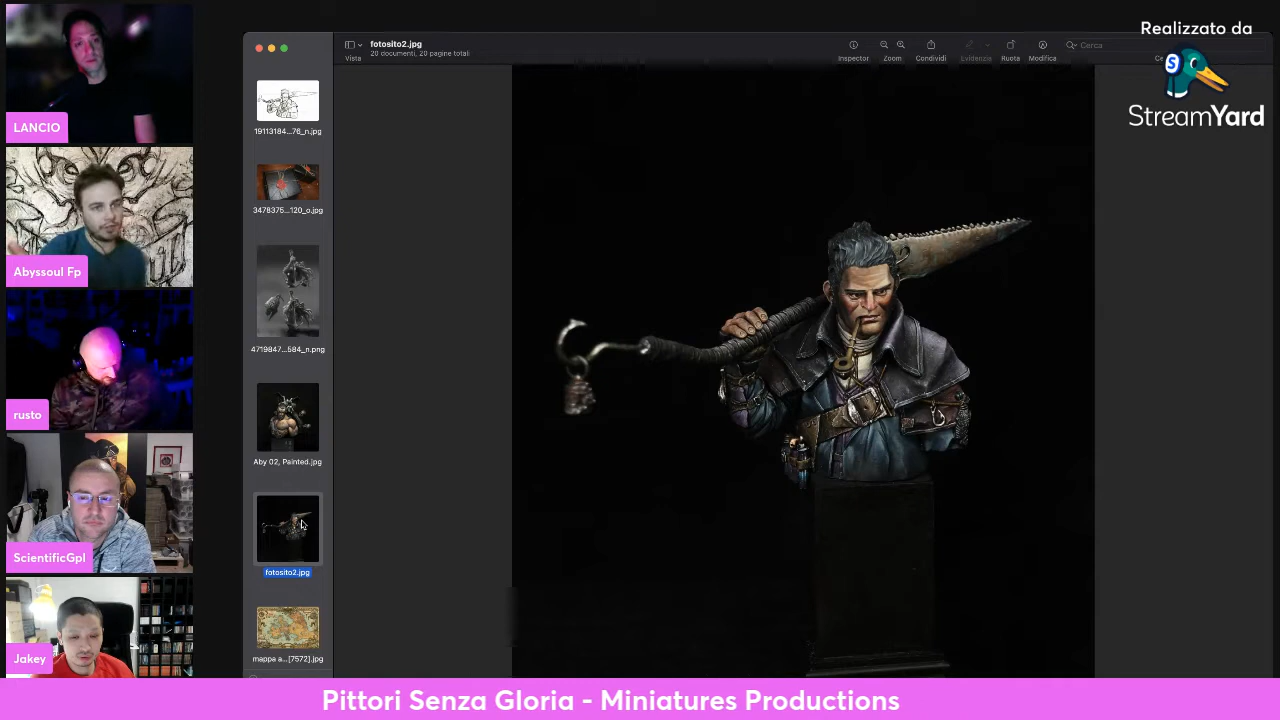 LANCIO
Abyssoul Fp
rusto
ScientificGpl
Jakey
fotosito2.jpg
20 documenti, 20 pagine totali
Vista
Inspector
Zoom
Condividi
Evidenzia
Ruota
Modifica
Cerca
19113184...76_n.jpg
3478375...120_o.jpg
4719847...584_n.png
Aby 02, Painted.jpg
fotosito2.jpg
mappa a...[7572].jpg
Realizzato da
StreamYard
Pittori Senza Gloria - Miniatures Productions